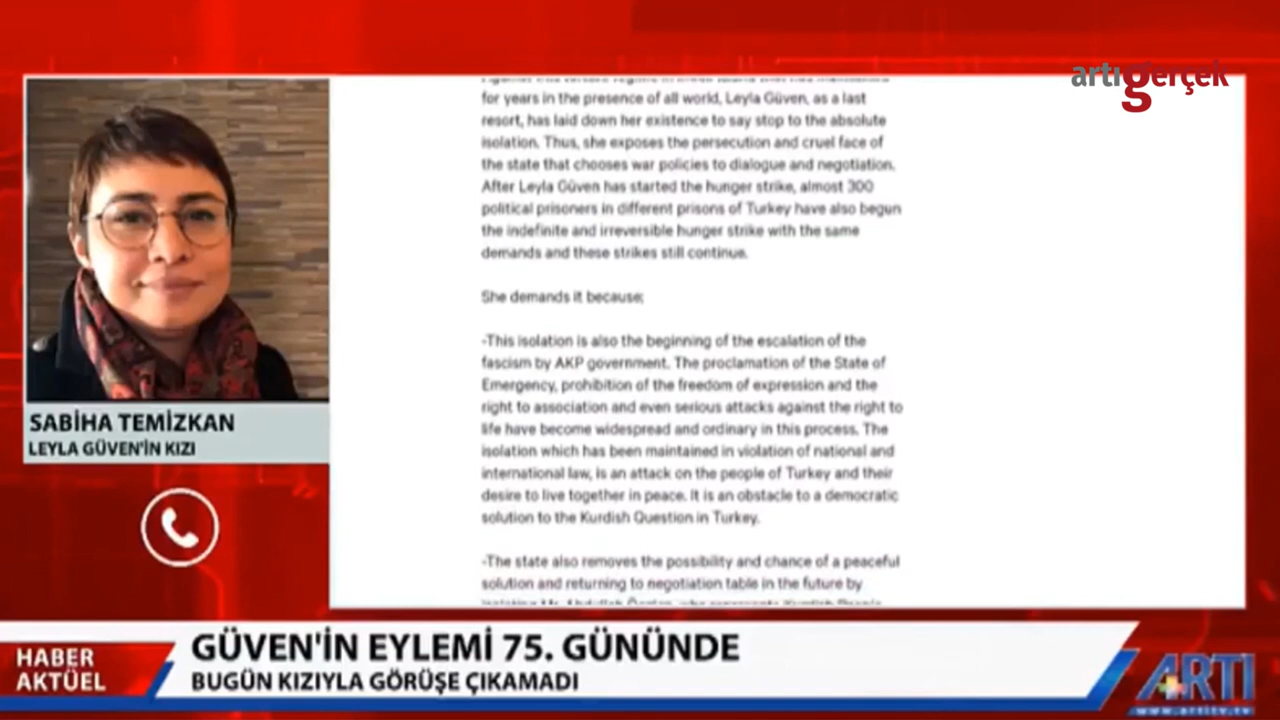 artıgerçek
for years in the presence of all world, Leyla Güven, as a last
resort, has laid down her existence to say stop to the absolute
isolation. Thus, she exposes the persecution and cruel face of
the state that chooses war policies to dialogue and negotiation.
After Leyla Güven has started the hunger strike, almost 300
political prisoners in different prisons of Turkey have also begun
the indefinite and irreversible hunger strike with the same
demands and these strikes still continue.
She demands it because;
-This isolation is also the beginning of the escalation of the
fascism by AKP government. The proclamation of the State of
Emergency, prohibition of the freedom of expression and the
right to association and even serious attacks against the right to
life have become widespread and ordinary in this process. The
isolation which has been maintained in violation of national and
international law, is an attack on the people of Turkey and their
desire to live together in peace. It is an obstacle to a democratic
solution to the Kurdish Question in Turkey.
-The state also removes the possibility and chance of a peaceful
solution and returning to negotiation table in the future by
SABİHA TEMİZKAN
LEYLA GÜVEN'İN KIZI
HABER
AKTÜEL
GÜVEN'İN EYLEMİ 75. GÜNÜNDE
BUGÜN KIZIYLA GÖRÜŞE ÇIKAMADI
ARTI
www.artitv.tv